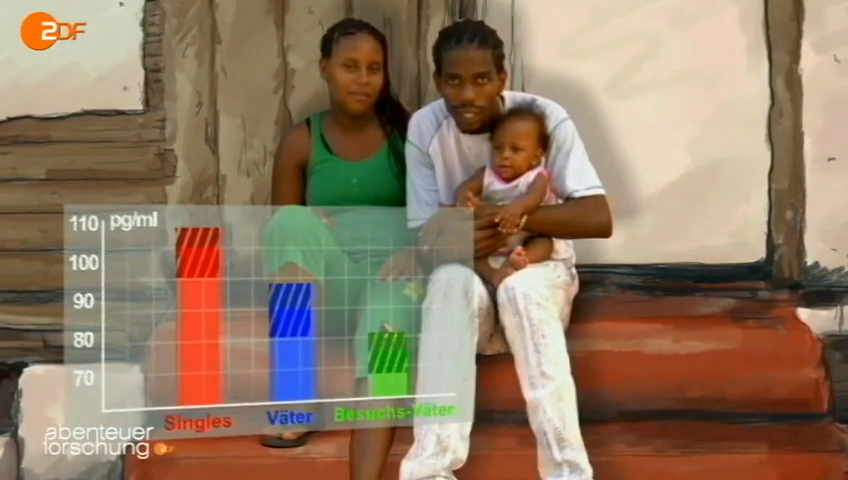 2DF
110 pg/ml
100
90
80
70
Singles Väter Besuchs-Väter
abenteuer
forschung